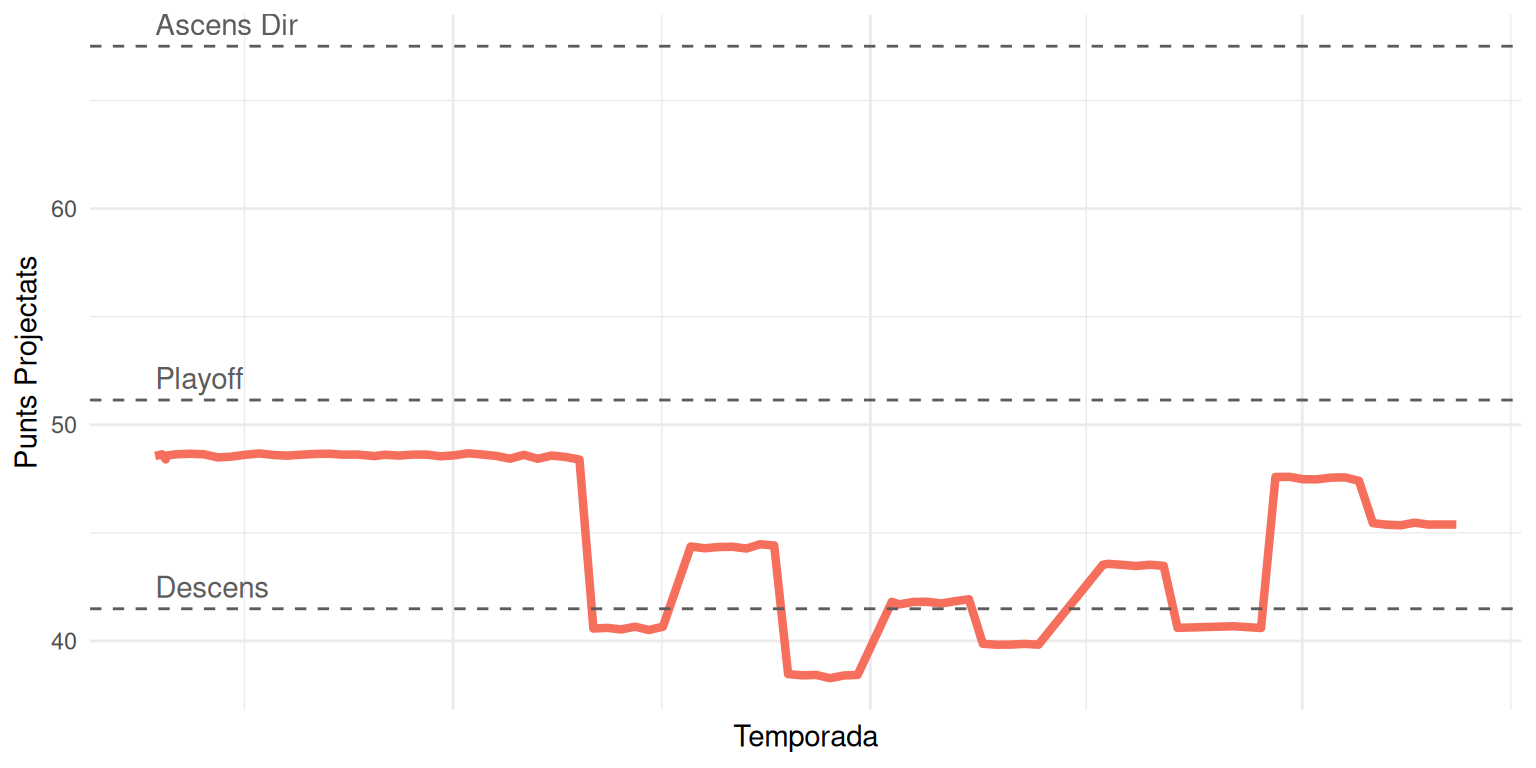 Ascens Dir
60
Playoff
50
Descens
40
Punts Projectats
Temporada